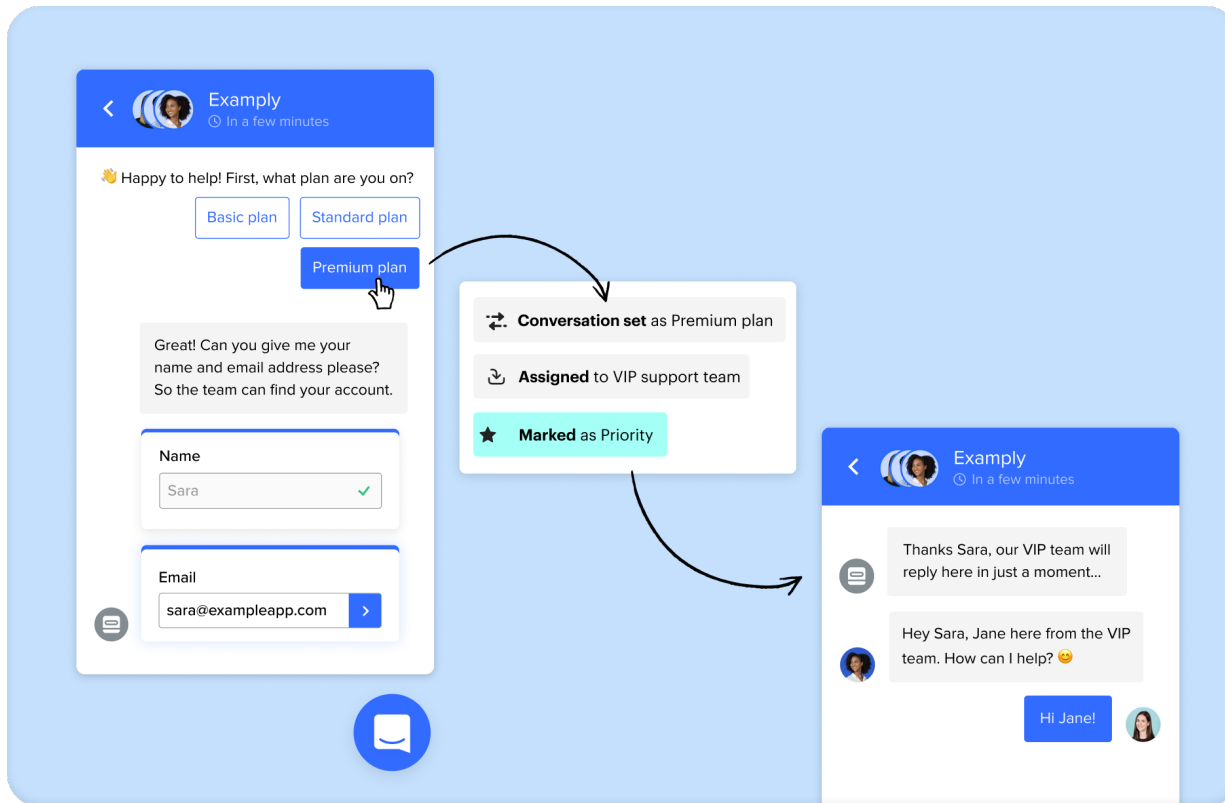 Examply
In a few minutes
👋 Happy to help! First, what plan are you on?
Basic plan
Standard plan
Premium plan
Great! Can you give me your
name and email address please?
So the team can find your account.
Name
Sara
Email
sara@exampleapp.com
Conversation set as Premium plan
Assigned to VIP support team
Marked as Priority
Examply
In a few minutes
Thanks Sara, our VIP team will
reply here in just a moment...
Hey Sara, Jane here from the VIP
team. How can I help? 😊
Hi Jane!